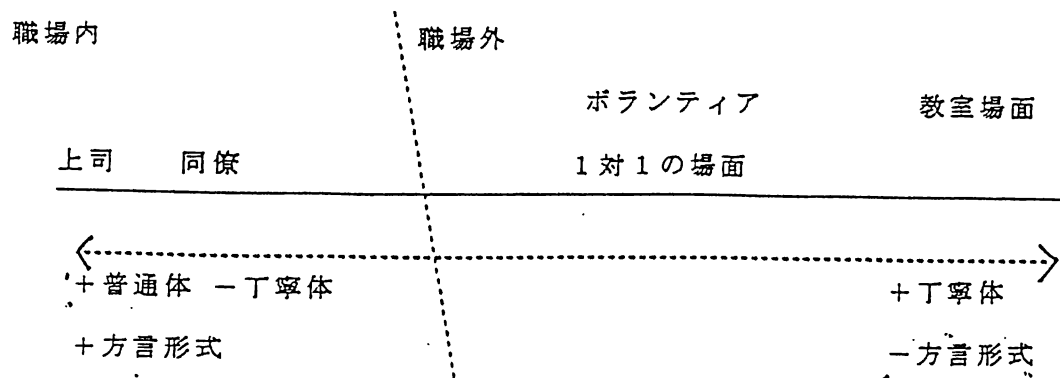 職場内
職場外
ボランティア 教室場面
上司 同僚 1対1の場面
+普通体 -丁寧体 +丁寧体
+方言形式 -方言形式